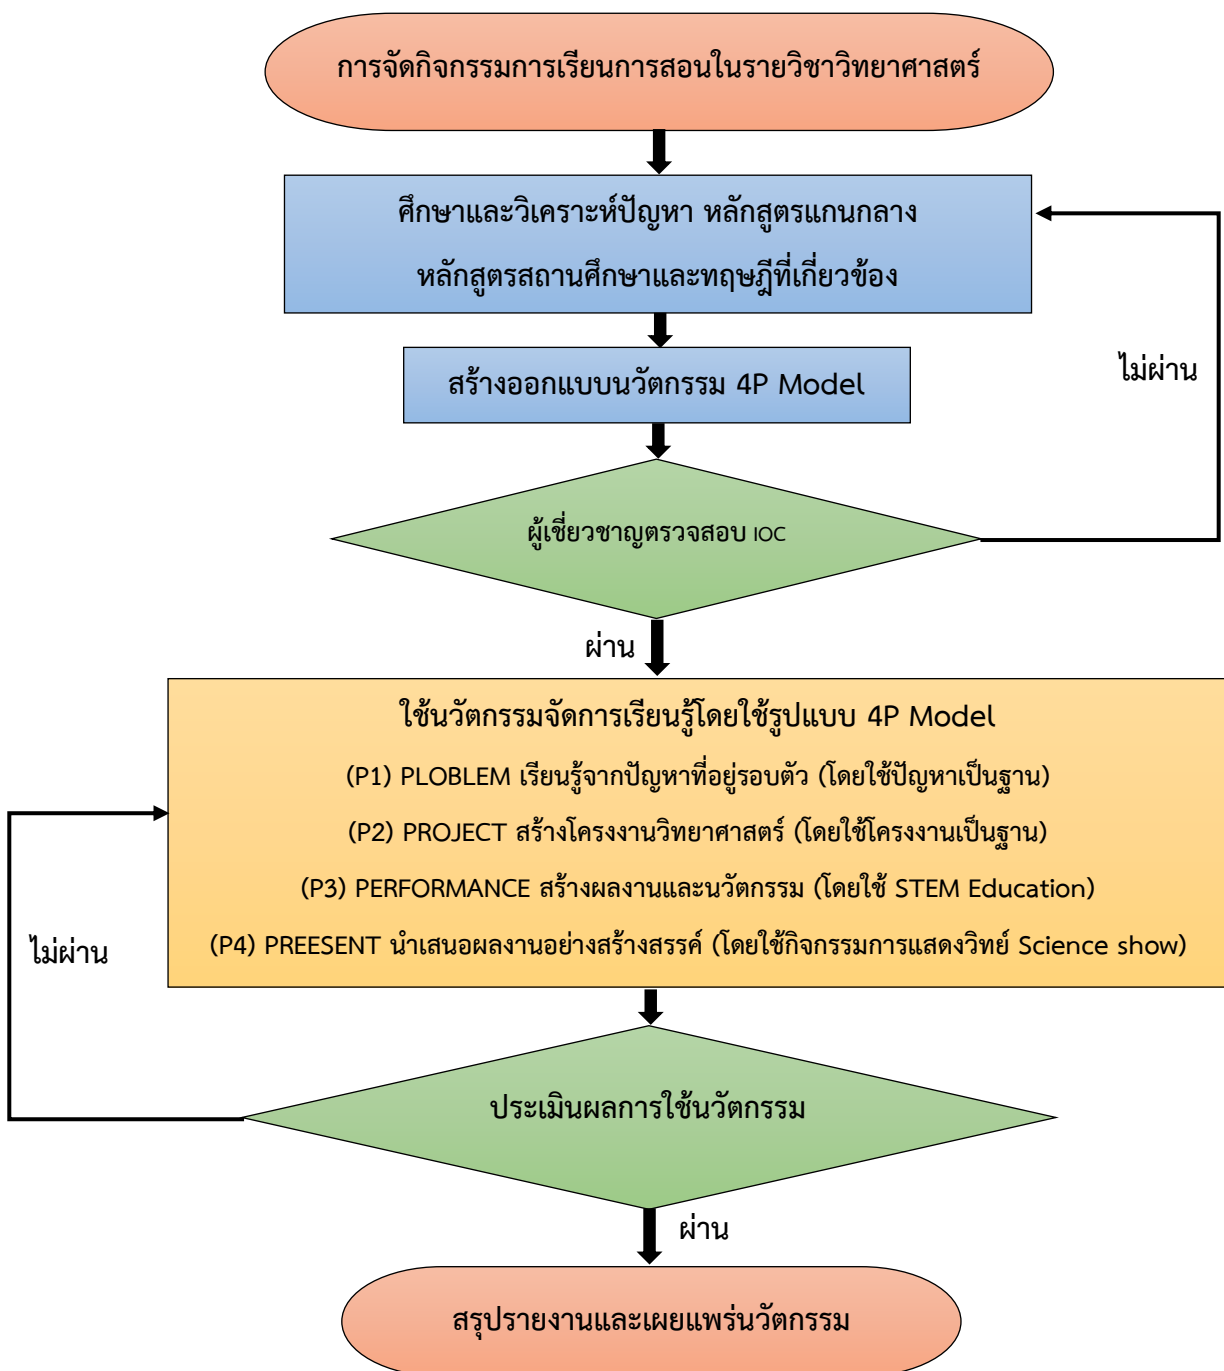 การจัดกิจกรรมการเรียนการสอนในรายวิชาวิทยาศาสตร์
ศึกษาและวิเคราะห์ปัญหา หลักสูตรแกนกลาง
หลักสูตรสถานศึกษาและทฤษฎีที่เกี่ยวข้อง
ไม่ผ่าน
สร้างออกแบบนวัตกรรม 4P Model
ผู้เชี่ยวชาญตรวจสอบ IOC
ผ่าน
ใช้นวัตกรรมจัดการเรียนรู้โดยใช้รูปแบบ 4P Model
(P1) PLOBLEM เรียนรู้จากปัญหาที่อยู่รอบตัว (โดยใช้ปัญหาเป็นฐาน)
(P2) PROJECT สร้างโครงงานวิทยาศาสตร์ (โดยใช้โครงงานเป็นฐาน)
(P3) PERFORMANCE สร้างผลงานและนวัตกรรม (โดยใช้ STEM Education)
(P4) PREESENT นำเสนอผลงานอย่างสร้างสรรค์ (โดยใช้กิจกรรมการแสดงวิทย์ Science show)
ไม่ผ่าน
ประเมินผลการใช้นวัตกรรม
ผ่าน
สรุปรายงานและเผยแพร่นวัตกรรม